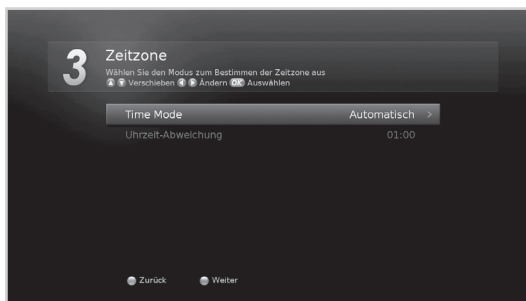 3 Zeitzone
Wählen Sie den Modus zum Bestimmen der Zeitzone aus
Verschieben Ändern OK Auswählen
Time Mode Automatisch >
Uhrzeit-Abweichung 01:00
Zurück Weiter